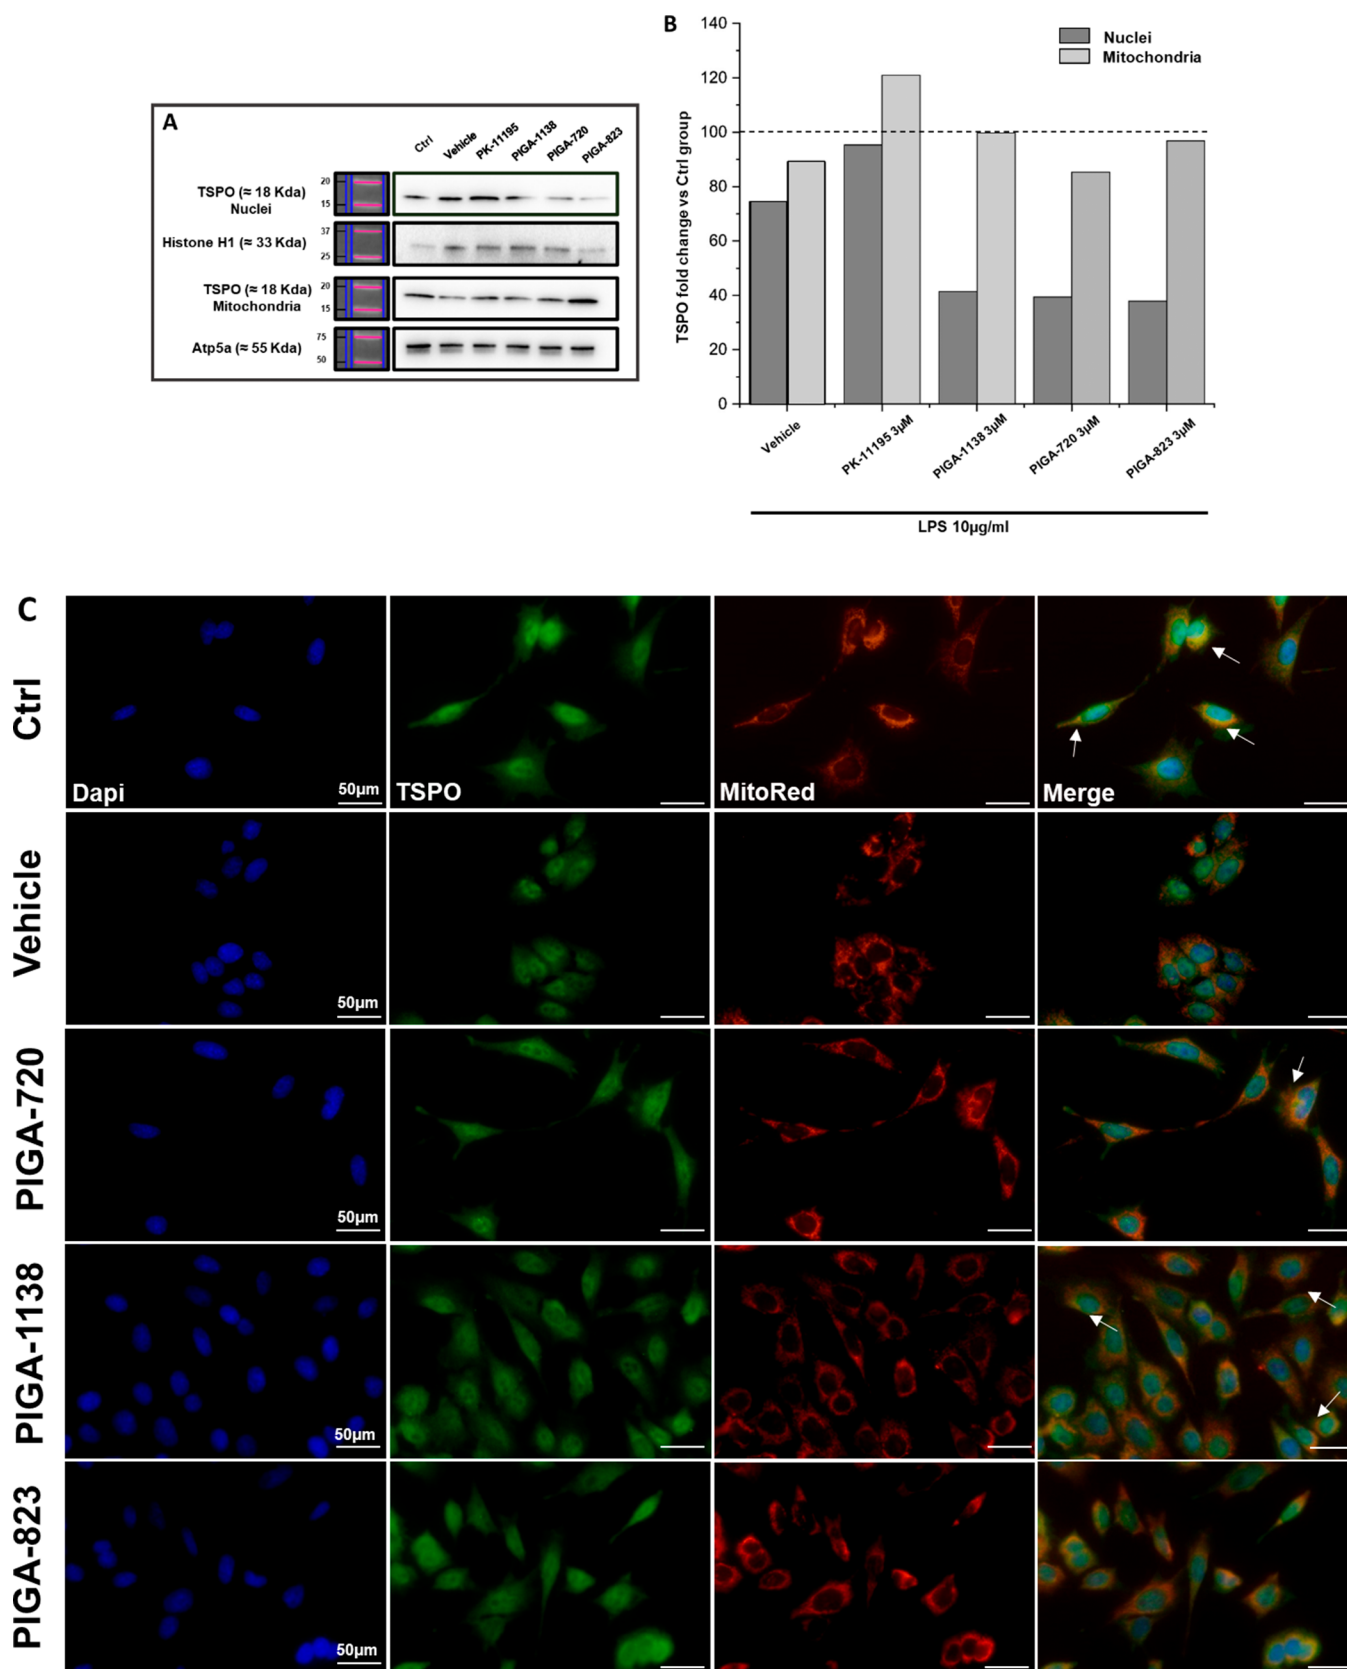 A
Ctrl
Vehicle
PK-11195
PIGA-1138
PIGA-720
PIGA-823
TSPO (≈ 18 Kda)
Nuclei
20
15
Histone H1 (≈ 33 Kda)
37
25
TSPO (≈ 18 Kda)
Mitochondria
20
15
Atp5a (≈ 55 Kda)
75
50
B
140
120
100
80
60
40
20
0
TSPO fold change vs Ctrl group
Nuclei
Mitochondria
Vehicle
PK-11195 3µM
PIGA-1138 3µM
PIGA-720 3µM
PIGA-823 3µM
LPS 10µg/ml
C
Ctrl
Dapi
50µm
TSPO
MitoRed
Merge
Vehicle
50µm
PIGA-720
50µm
PIGA-1138
50µm
PIGA-823
50µm